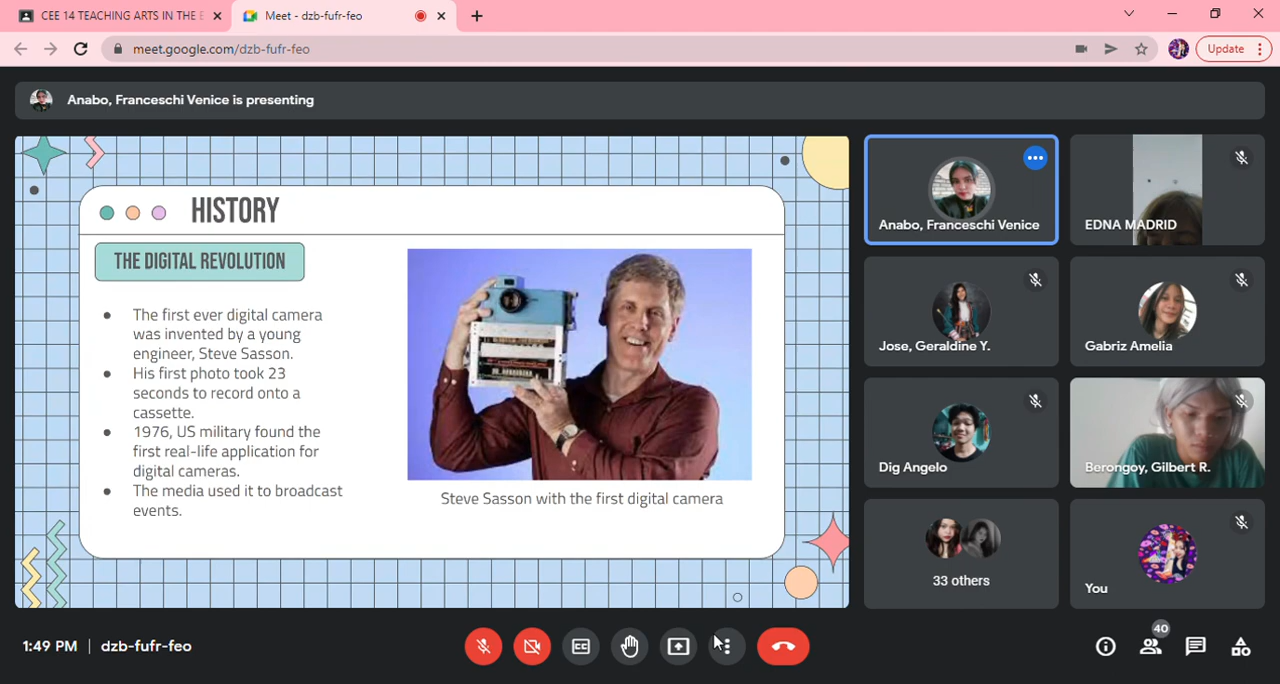 CEE 14 TEACHING ARTS IN THE E
Meet - dzb-fufr-feo
meet.google.com/dzb-fufr-feo
Update
Anabo, Franceschi Venice is presenting
HISTORY
THE DIGITAL REVOLUTION
• The first ever digital camera
was invented by a young
engineer, Steve Sasson.
• His first photo took 23
seconds to record onto a
cassette.
• 1976, US military found the
first real-life application for
digital cameras.
• The media used it to broadcast
events.
Steve Sasson with the first digital camera
Anabo, Franceschi Venice
EDNA MADRID
Jose, Geraldine Y.
Gabriz Amelia
Dig Angelo
Berongoy, Gilbert R.
33 others
You
1:49 PM | dzb-fufr-feo
CC
40